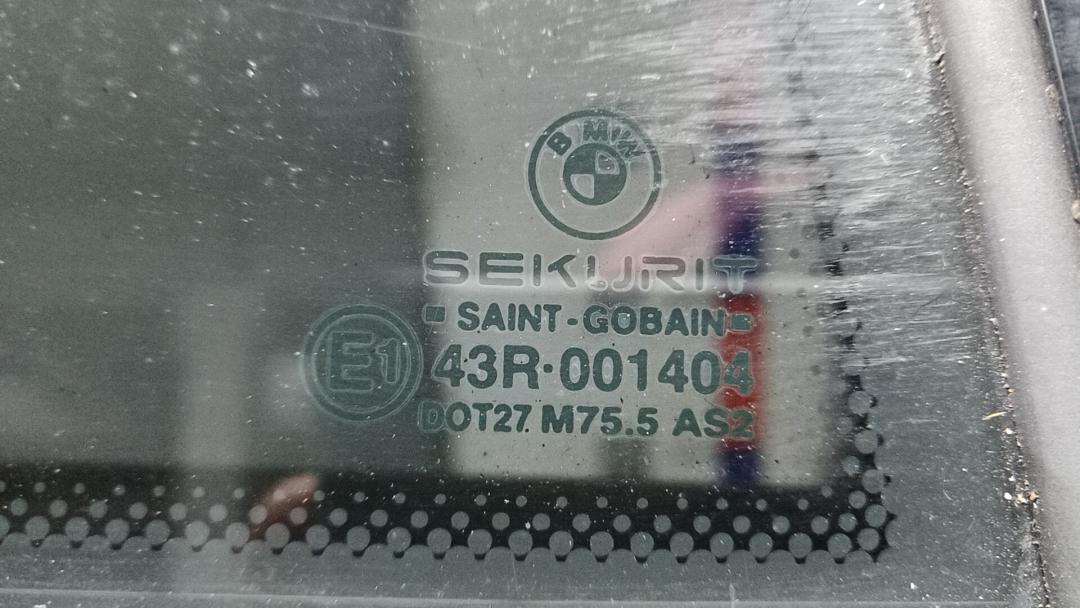 BMW
SEKURIT
SAINT-GOBAIN
E1
43R·001404
DOT27 M75.5 AS2